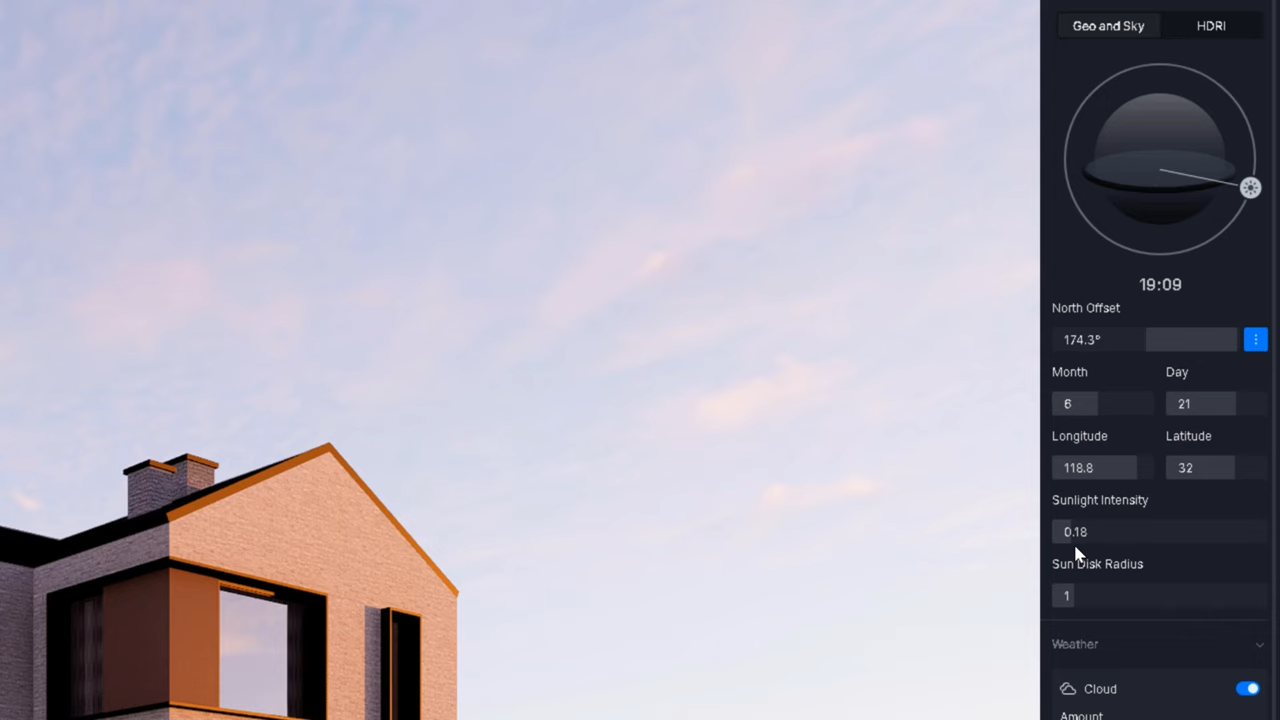 Geo and Sky HDRI
19:09
North Offset
174.3°
Month Day
6 21
Longitude Latitude
118.8 32
Sunlight Intensity
0.18
Sun Disk Radius
1
Weather
Cloud
Amount